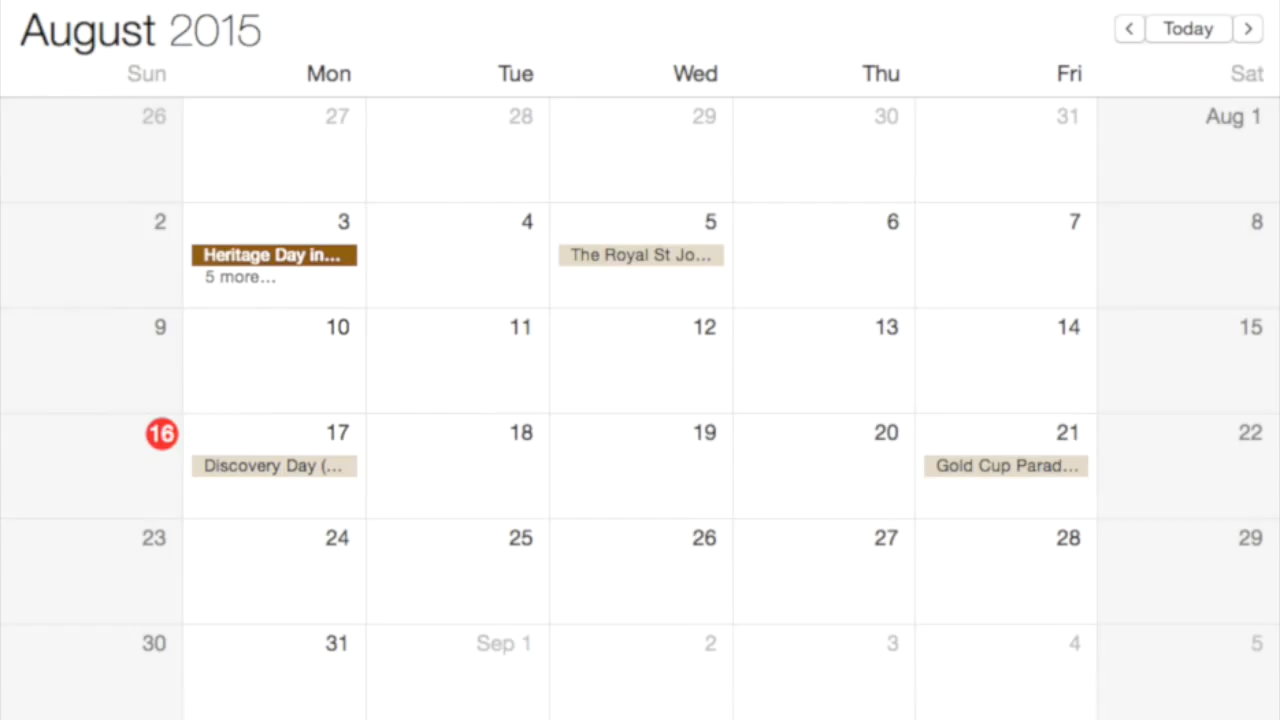 August 2015
< Today >
Sun Mon Tue Wed Thu Fri Sat
26 27 28 29 30 31 Aug 1
2 3 4 5 6 7 8
Heritage Day in... The Royal St Jo...
5 more...
9 10 11 12 13 14 15
16 17 18 19 20 21 22
Discovery Day (... Gold Cup Parad...
23 24 25 26 27 28 29
30 31 Sep 1 2 3 4 5